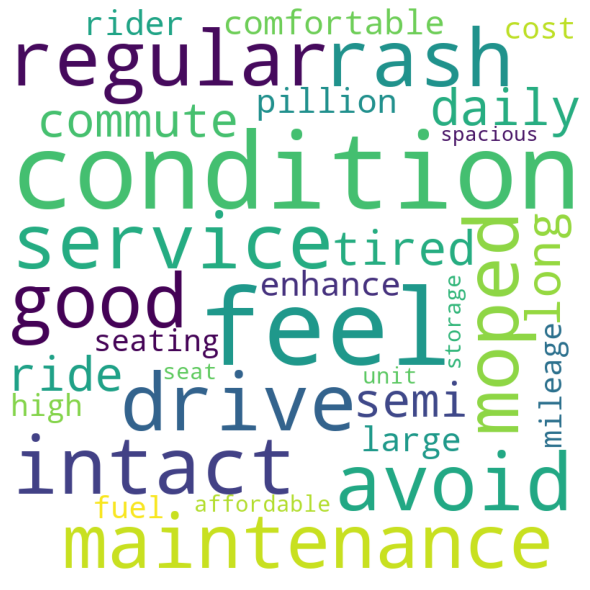 rider comfortable cost
regular rash
pillion daily
commute spacious
condition
service tired moped long
good enhance storage
feel
seating mileage
ride seat unit semi
drive
high large
intact avoid
fuel affordable
maintenance